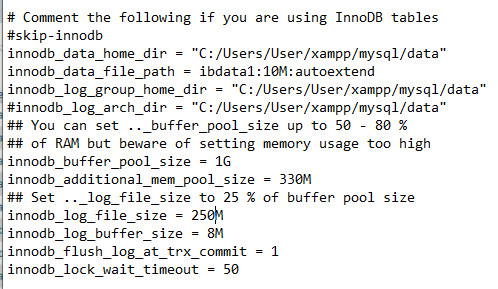 # Comment the following if you are using InnoDB tables
#skip-innodb
innodb_data_home_dir = "C:/Users/User/xampp/mysql/data"
innodb_data_file_path = ibdata1:10M:autoextend
innodb_log_group_home_dir = "C:/Users/User/xampp/mysql/data"
#innodb_log_arch_dir = "C:/Users/User/xampp/mysql/data"
## You can set .._buffer_pool_size up to 50 - 80 %
## of RAM but beware of setting memory usage too high
innodb_buffer_pool_size = 1G
innodb_additional_mem_pool_size = 330M
## Set .._log_file_size to 25 % of buffer pool size
innodb_log_file_size = 250M
innodb_log_buffer_size = 8M
innodb_flush_log_at_trx_commit = 1
innodb_lock_wait_timeout = 50